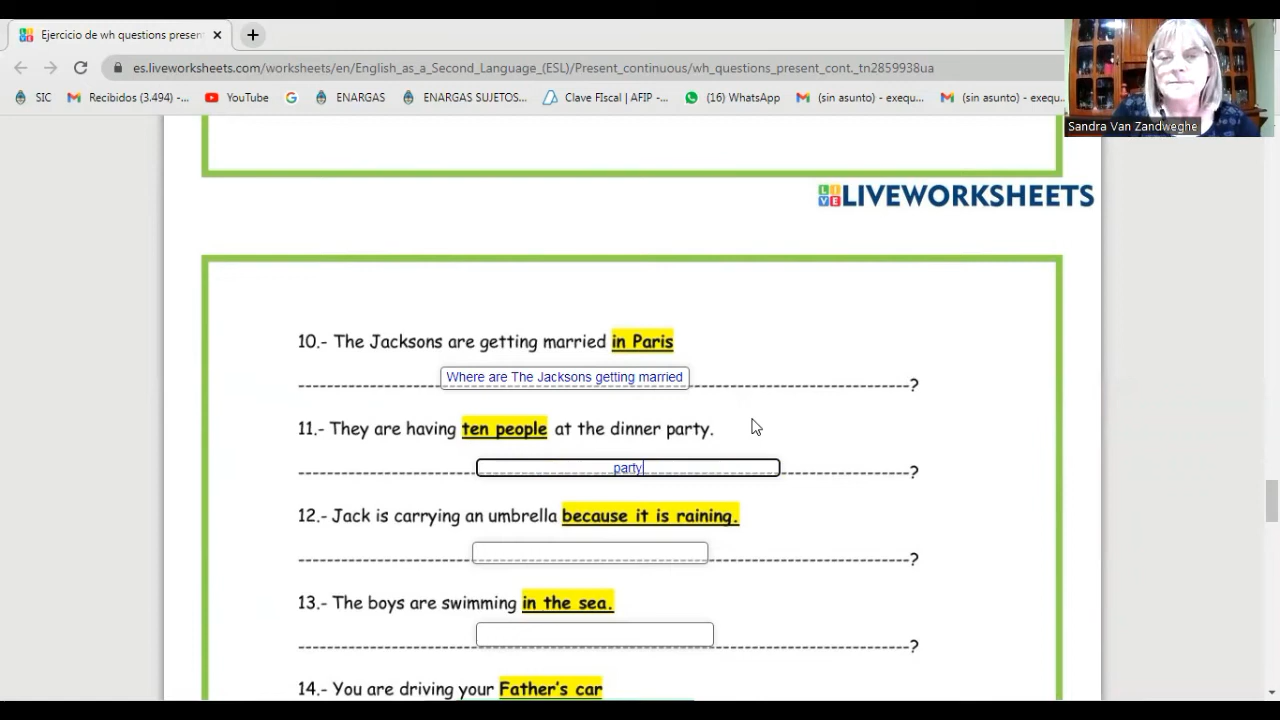 Ejercicio de wh questions presen
es.liveworksheets.com/worksheets/en/English_as_a_Second_Language_(ESL)/Present_continuous/wh_questions_present_cont._tn2859938ua
SIC Recibidos (3.494) -... YouTube ENARGAS ENARGAS SUJETOS... Clave FIscal | AFIP -... (16) WhatsApp (sin asunto) - exequ... (sin asunto) - exequ...
Sandra Van Zandweghe
LIVE LIVEWORKSHEETS
10.- The Jacksons are getting married in Paris
Where are The Jacksons getting married ?
11.- They are having ten people at the dinner party.
party ?
12.- Jack is carrying an umbrella because it is raining.
?
13.- The boys are swimming in the sea.
?
14.- You are driving your Father's car